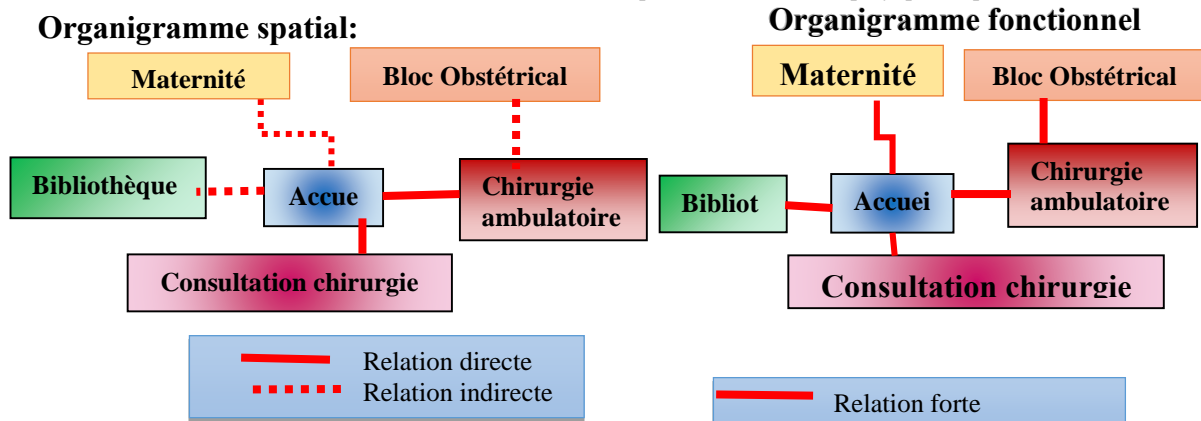 Organigramme spatial:
Maternité
Bloc Obstétrical
Bibliothèque
Accue
Chirurgie
ambulatoire
Consultation chirurgie
Relation directe
Relation indirecte
Organigramme fonctionnel
Maternité
Bloc Obstétrical
Bibliot
Accuei
Chirurgie
ambulatoire
Consultation chirurgie
Relation forte